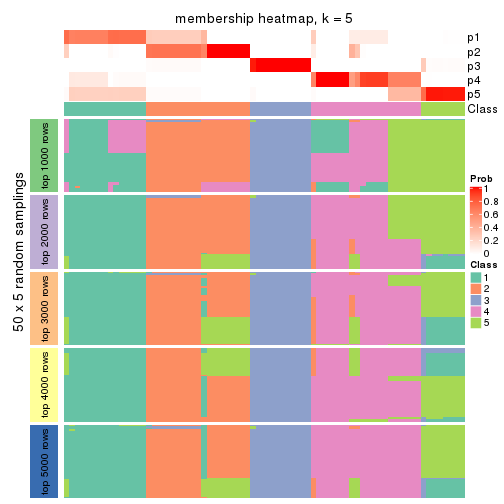 membership heatmap, k = 5
p1
p2
p3
p4
p5
Class
50 x 5 random samplings
top 1000 rows
top 2000 rows
top 3000 rows
top 4000 rows
top 5000 rows
Prob
1
0.8
0.6
0.4
0.2
0
Class
1
2
3
4
5